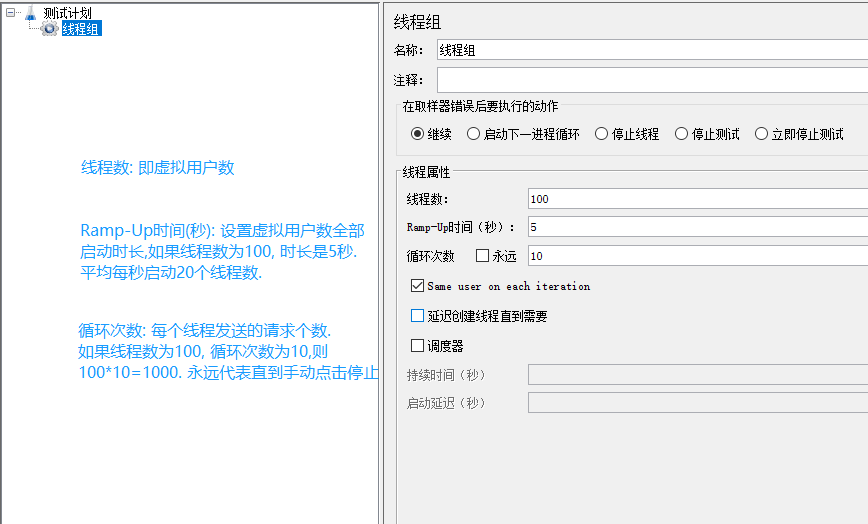 测试计划
线程组
线程数: 即虚拟用户数
Ramp-Up时间(秒): 设置虚拟用户数全部
启动时长,如果线程数为100, 时长是5秒.
平均每秒启动20个线程数.
循环次数: 每个线程发送的请求个数.
如果线程数为100, 循环次数为10,则
100*10=1000. 永远代表直到手动点击停止
线程组
名称: 线程组
注释:
在取样器错误后要执行的动作
继续 启动下一进程循环 停止线程 停止测试 立即停止测试
线程属性
线程数: 100
Ramp-Up时间（秒）: 5
循环次数 永远 10
Same user on each iteration
延迟创建线程直到需要
调度器
持续时间（秒）
启动延迟（秒）